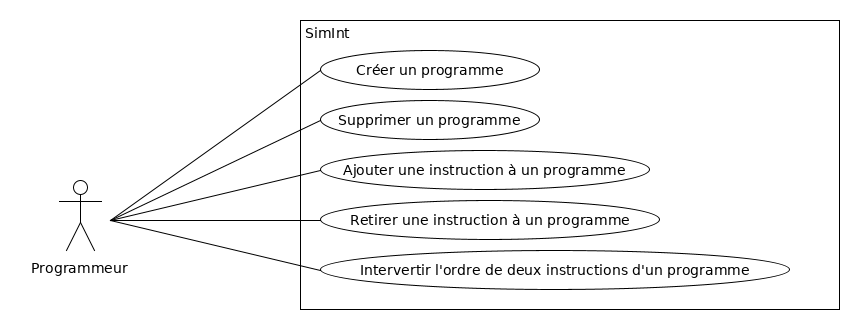 SimInt
Créer un programme
Supprimer un programme
Ajouter une instruction à un programme
Retirer une instruction à un programme
Intervertir l'ordre de deux instructions d'un programme
Programmeur